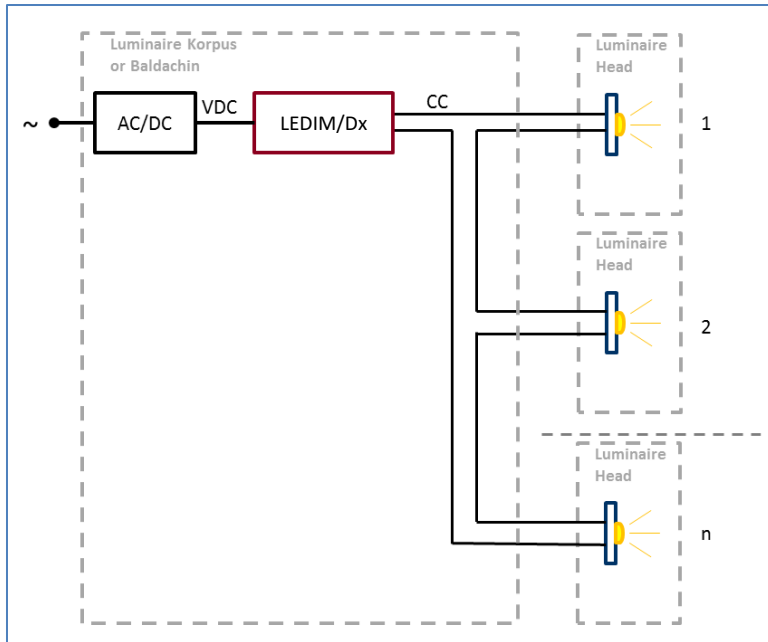 Luminaire Korpus
or Baldachin
~
AC/DC
VDC
LEDIM/Dx
CC
Luminaire
Head
1
Luminaire
Head
2
Luminaire
Head
n